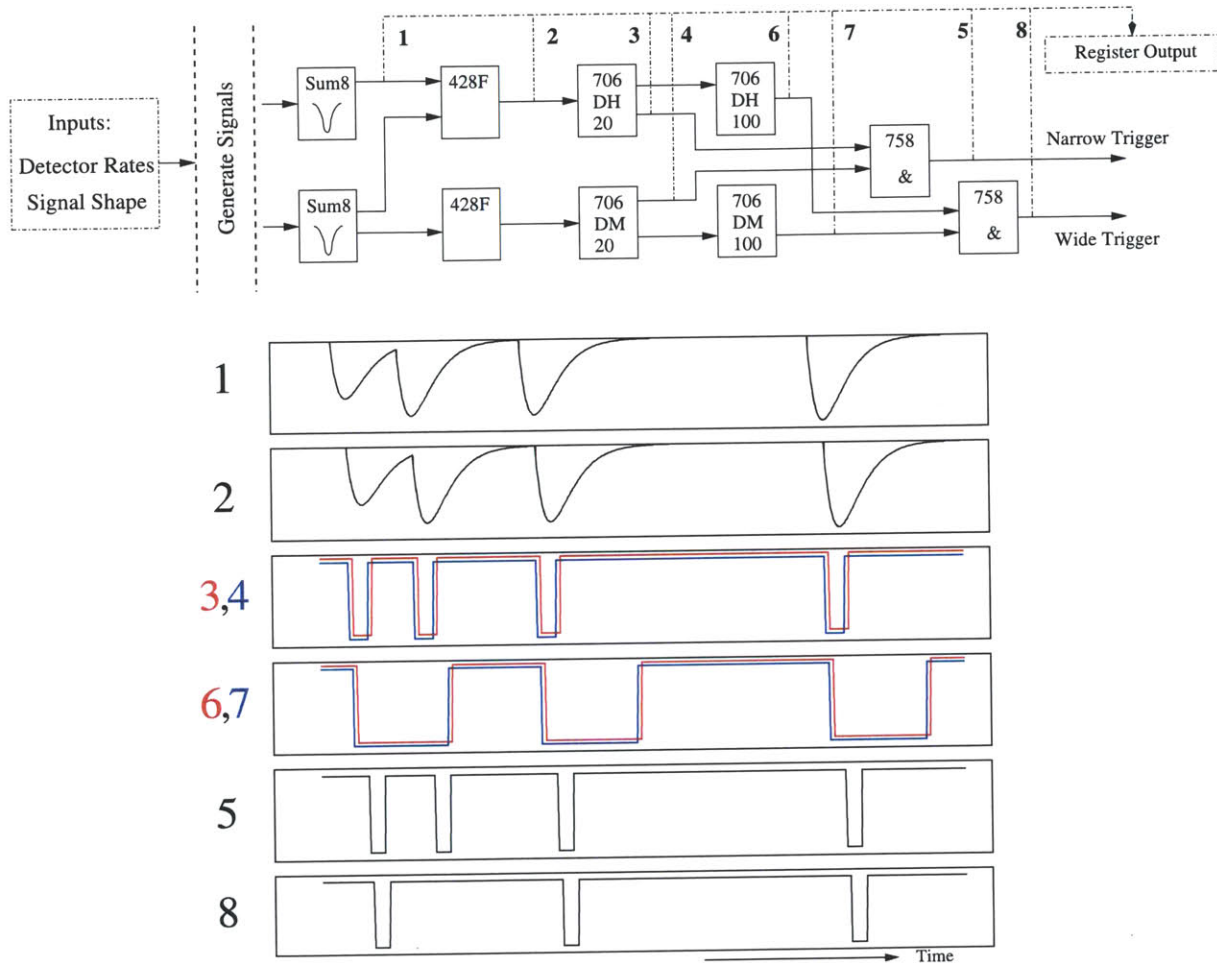 1 2 3 4 6 7 5 8
Register Output
Inputs:
Detector Rates
Signal Shape
Generate Signals
Sum8
428F
706
DH
20
706
DH
100
758
&
Narrow Trigger
Sum8
428F
706
DM
20
706
DM
100
758
&
Wide Trigger
1
2
3,4
6,7
5
8
Time